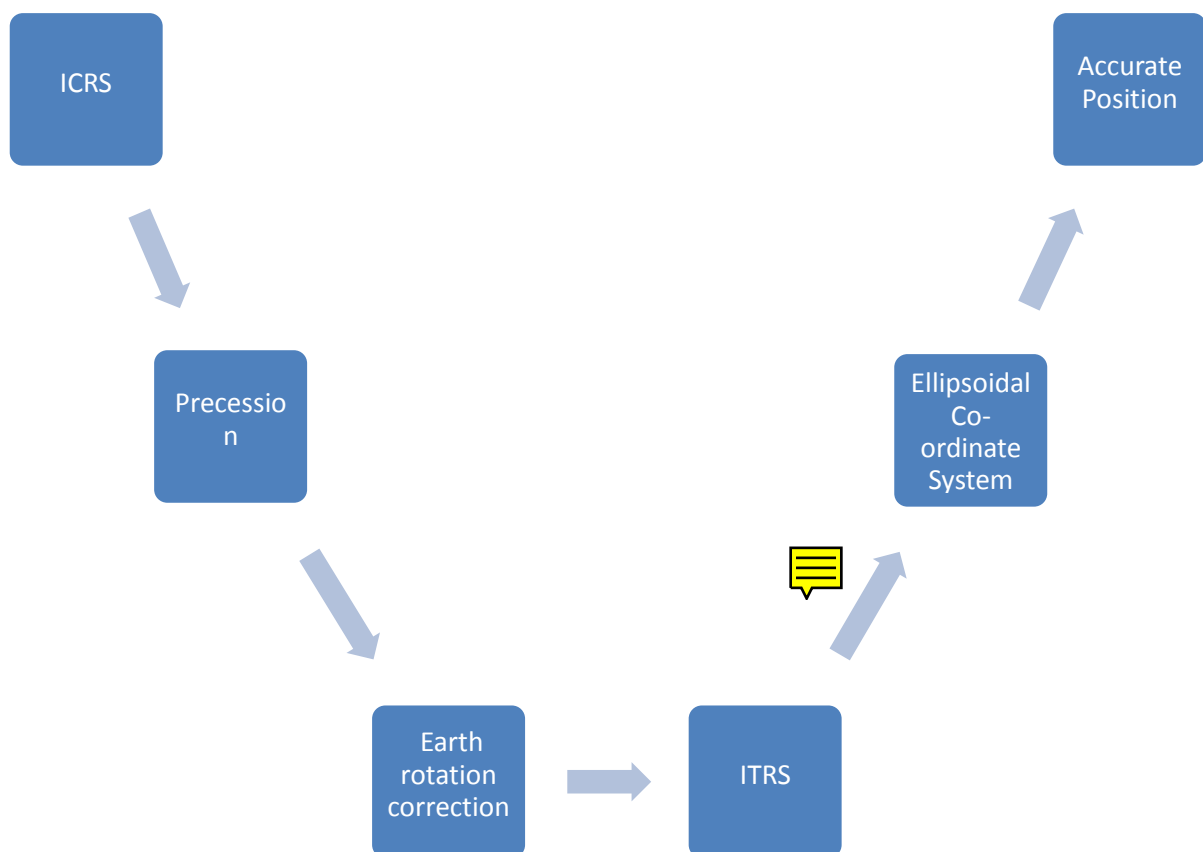 ICRS
Precessio
n
Earth
rotation
correction
ITRS
Ellipsoidal
Co-
ordinate
System
Accurate
Position